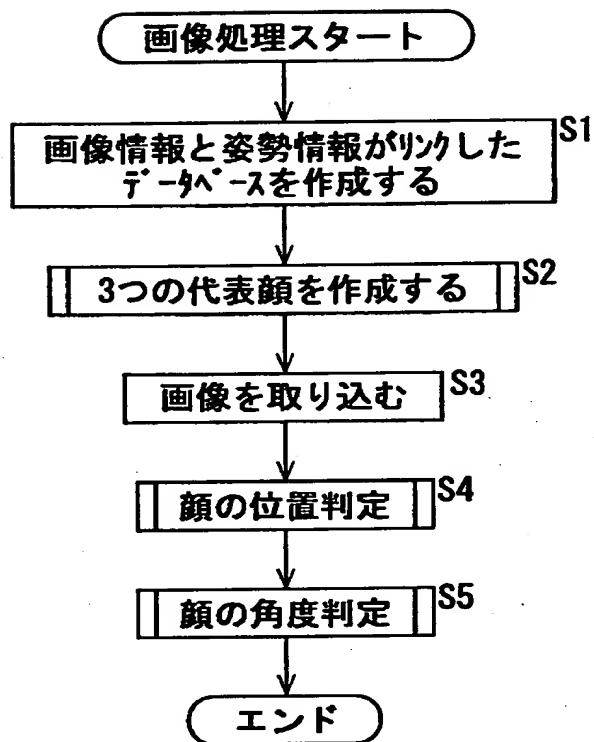 画像処理スタート
S1
画像情報と姿勢情報がリンクした
データベースを作成する
3つの代表顔を作成する
S2
画像を取り込む
S3
顔の位置判定
S4
顔の角度判定
S5
エンド